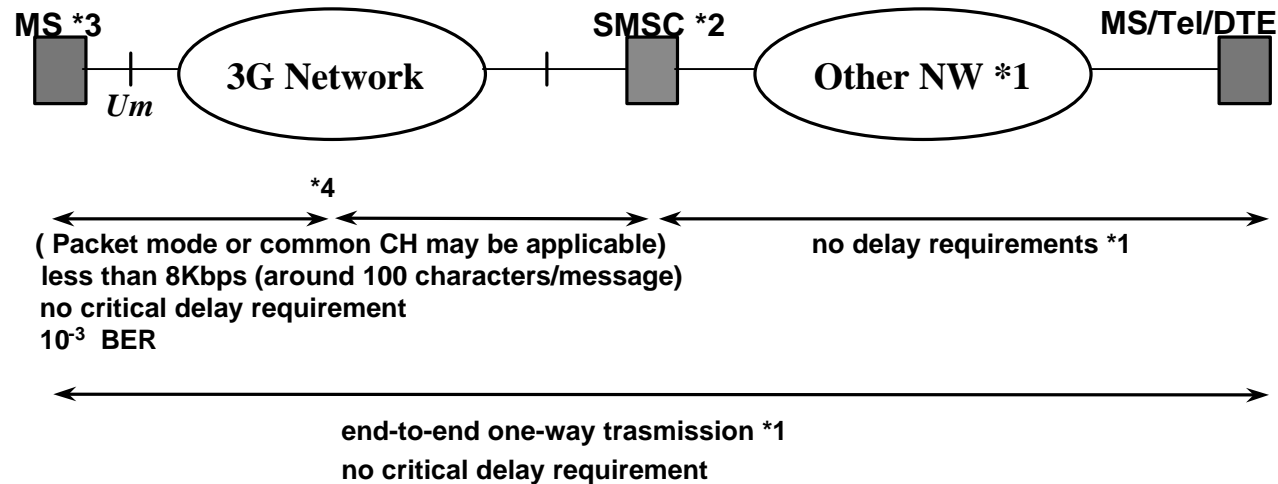 MS *3
SMSC *2
MS/Tel/DTE
3G Network
Other NW *1
Um
*4
( Packet mode or common CH may be applicable)
no delay requirements *1
less than 8Kbps (around 100 characters/message)
no critical delay requirement
10-3 BER
end-to-end one-way trasmission *1
no critical delay requirement